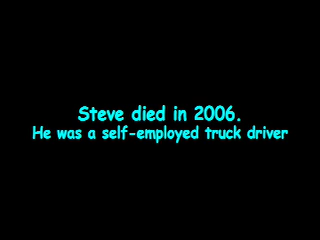 Steve died in 2006.
He was a self-employed truck driver